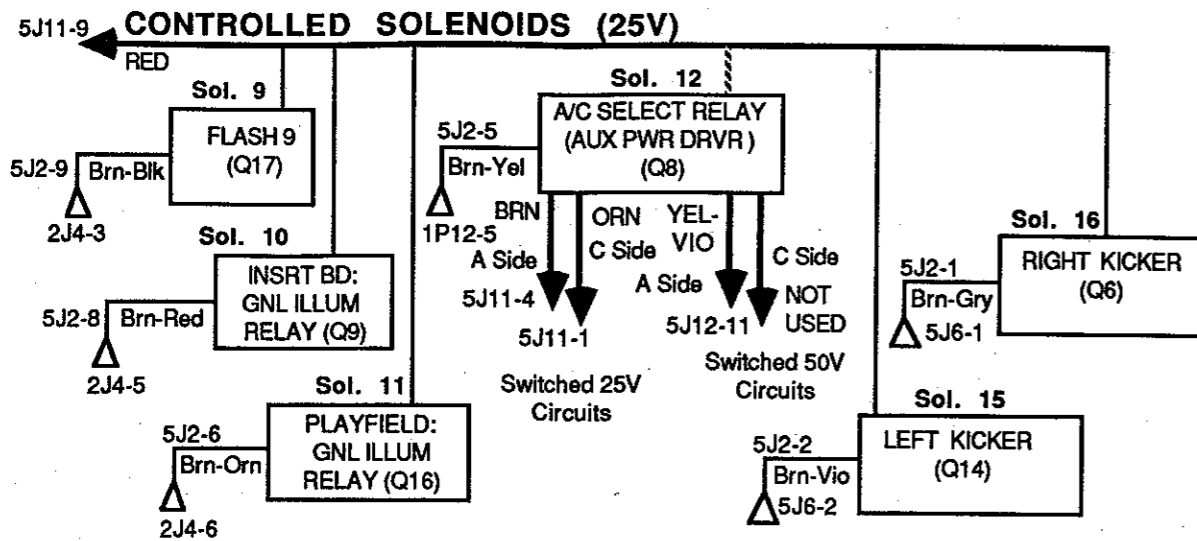 5J11-9
CONTROLLED SOLENOIDS (25V)
RED
Sol. 9
FLASH 9
(Q17)
5J2-9
Brn-Blk
2J4-3
Sol. 10
INSRT BD:
GNL ILLUM
RELAY (Q9)
5J2-8
Brn-Red
2J4-5
Sol. 11
PLAYFIELD:
GNL ILLUM
RELAY (Q16)
5J2-6
Brn-Orn
2J4-6
Sol. 12
A/C SELECT RELAY
(AUX PWR DRVR )
(Q8)
5J2-5
Brn-Yel
1P12-5
BRN
A Side
5J11-4
ORN
C Side
5J11-1
Switched 25V
Circuits
YEL-
VIO
A Side
5J12-11
C Side
NOT
USED
Switched 50V
Circuits
Sol. 16
RIGHT KICKER
(Q6)
5J2-1
Brn-Gry
5J6-1
Sol. 15
LEFT KICKER
(Q14)
5J2-2
Brn-Vio
5J6-2